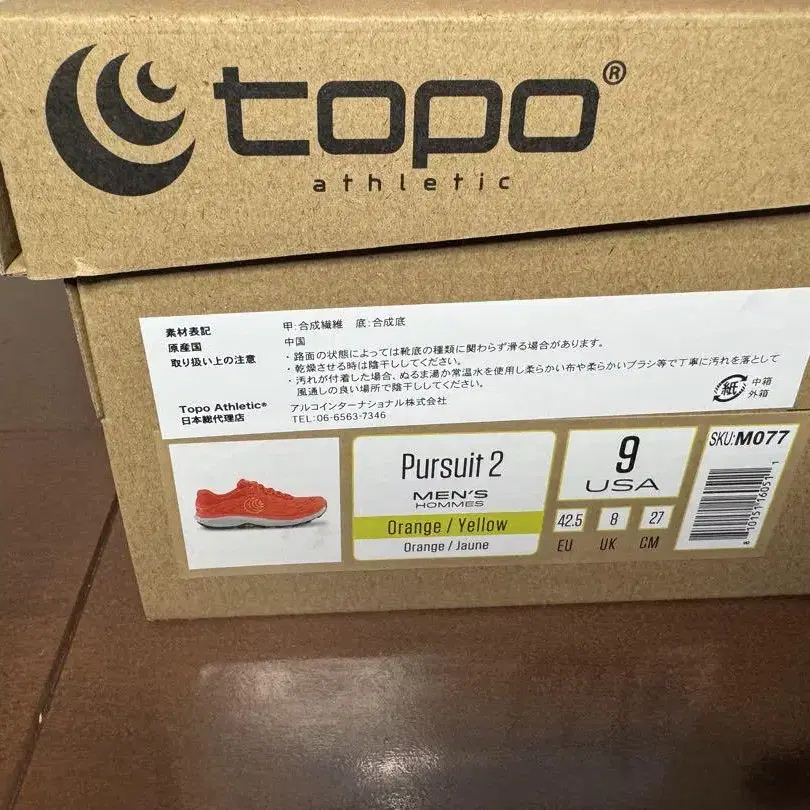 topo®
athletic
素材表記 甲:合成繊維 底:合成底
原産国 中国
取り扱い上の注意 ・路面の状態によっては靴底の種類に関わらず滑る場合があります。
・乾燥させる時は陰干ししてください。
・汚れが付着した場合、ぬるま湯か常温水を使用し柔らかい布や柔らかいブラシ等で丁寧に汚れを落として
風通しの良い場所で陰干ししてください。
Topo Athletic® アルコインターナショナル株式会社
日本総代理店 TEL:06-6563-7346
紙 中箱
外箱
Pursuit 2
MEN'S
HOMMES
Orange / Yellow
Orange / Jaune
9
USA
42.5 8 27
EU UK CM
SKU:M077
8 10151 16051 1